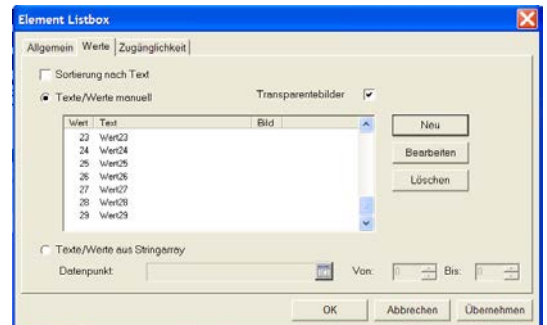 Element Listbox
Allgemein Werte Zugänglichkeit
Sortierung nach Text
Texte/Werte manuell Transparentebilder
Wert Text Bild
23 Wert23
24 Wert24
25 Wert25
26 Wert26
27 Wert27
28 Wert28
29 Wert29
Neu
Bearbeiten
Löschen
Texte/Werte aus Stringarray
Datenpunkt: Von: 0 Bis: 0
OK Abbrechen Übernehmen